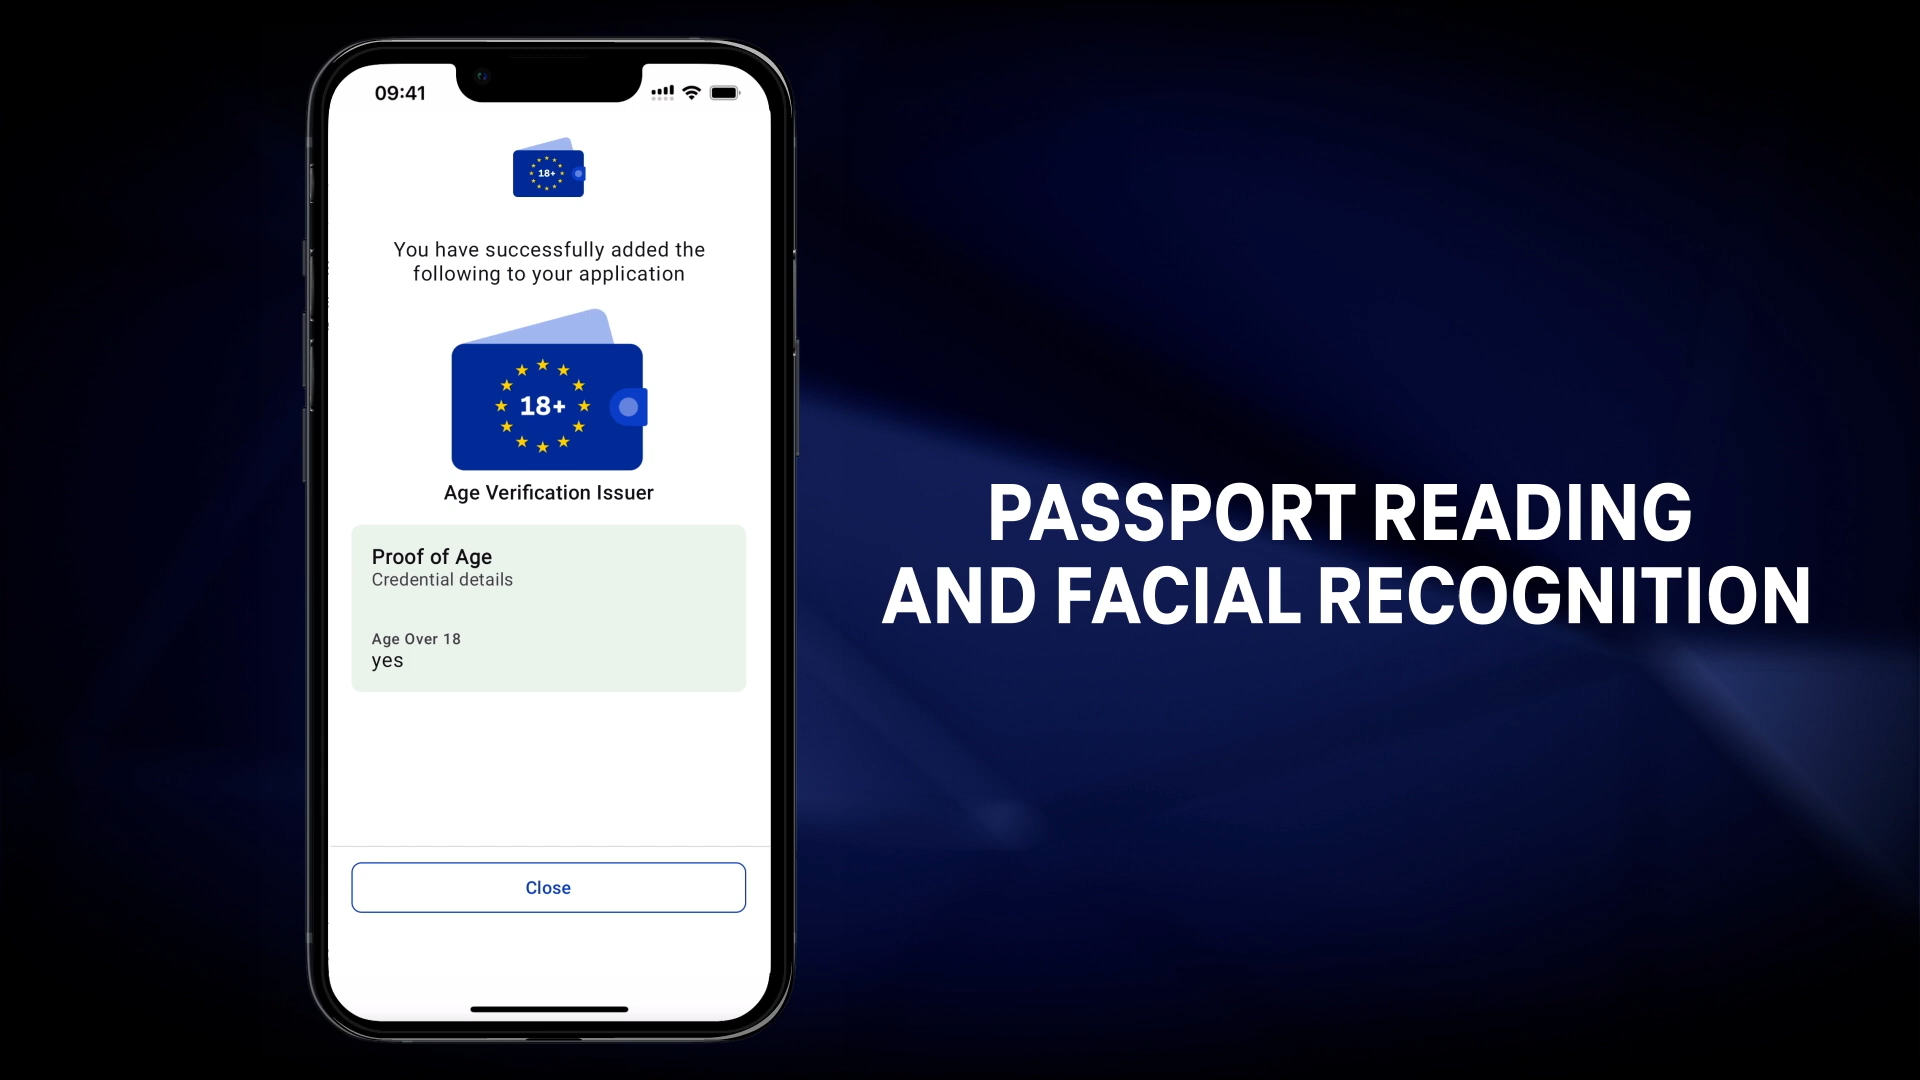 09:41
18+
You have successfully added the
following to your application
18+
Age Verification Issuer
Proof of Age
Credential details
Age Over 18
yes
Close
PASSPORT READING
AND FACIAL RECOGNITION